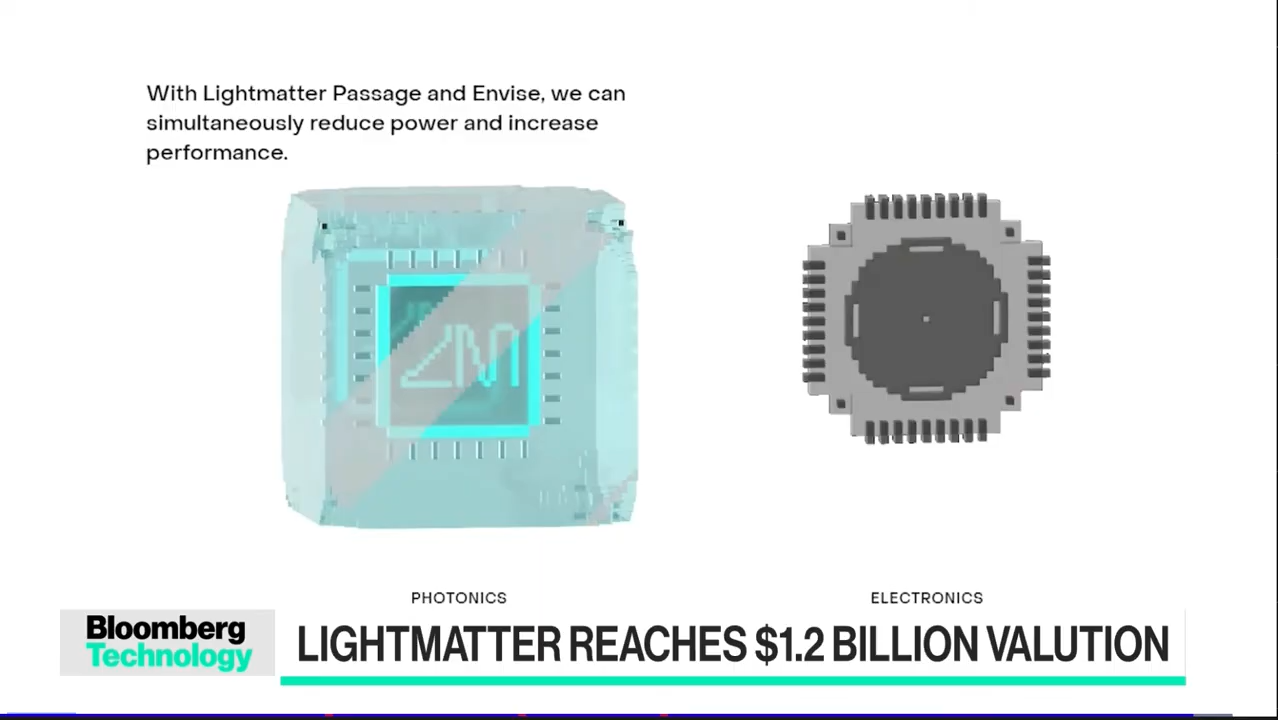 With Lightmatter Passage and Envise, we can
simultaneously reduce power and increase
performance.
LM
PHOTONICS
ELECTRONICS
Bloomberg
Technology
LIGHTMATTER REACHES $1.2 BILLION VALUTION